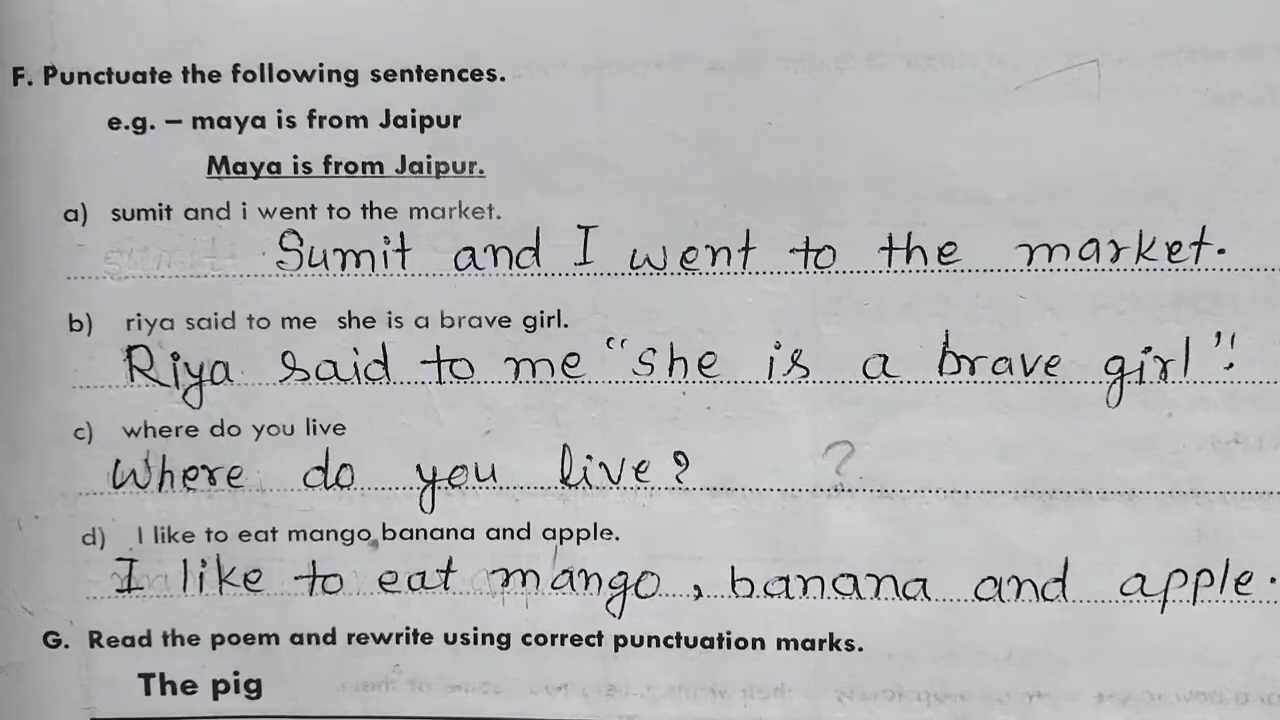 F. Punctuate the following sentences.
e.g. – maya is from Jaipur
Maya is from Jaipur.
a) sumit and i went to the market.
Sumit and I went to the market.
b) riya said to me she is a brave girl.
Riya said to me “she is a brave girl”.
c) where do you live
Where do you live? ?
d) I like to eat mango, banana and apple.
I like to eat mango, banana and apple.
G. Read the poem and rewrite using correct punctuation marks.
The pig